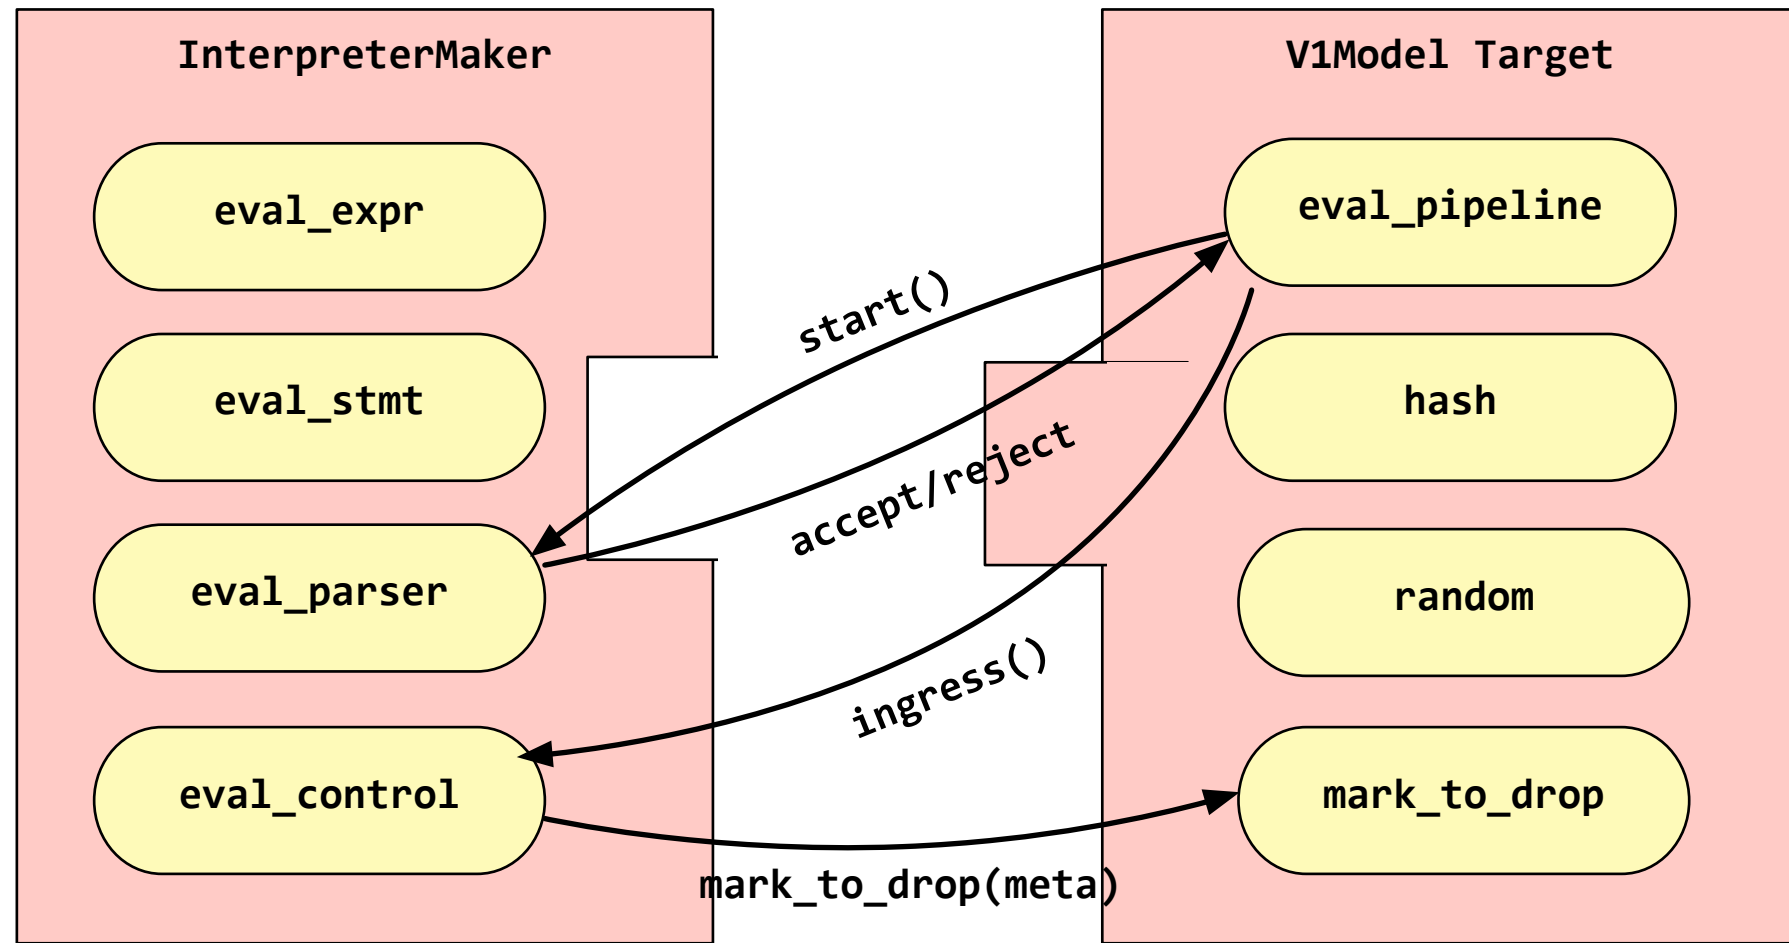 InterpreterMaker
eval_expr
eval_stmt
eval_parser
eval_control
start()
accept/reject
ingress()
mark_to_drop(meta)
V1Model Target
eval_pipeline
hash
random
mark_to_drop